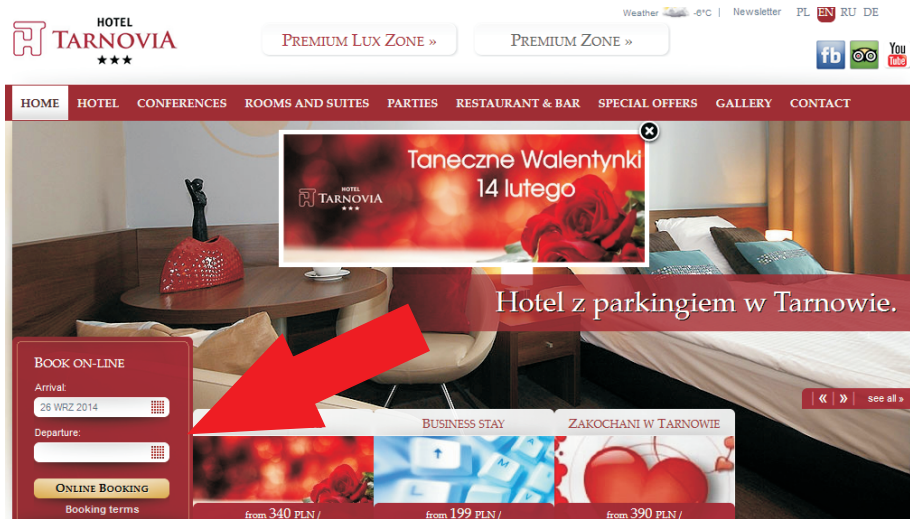 Weather -6°C | Newsletter PL EN RU DE
HOTEL
TARNOVIA
PREMIUM LUX ZONE »
PREMIUM ZONE »
fb
You
Tube
HOME HOTEL CONFERENCES ROOMS AND SUITES PARTIES RESTAURANT & BAR SPECIAL OFFERS GALLERY CONTACT
Taneczne Walentynki
14 lutego
HOTEL
TARNOVIA
Hotel z parkingiem w Tarnowie.
« | » | see all »
BOOK ON-LINE
Arrival:
26 WRZ 2014
Departure:
ONLINE BOOKING
Booking terms
BUSINESS STAY
ZAKOCHANI W TARNOWIE
from 340 PLN /
from 199 PLN /
from 390 PLN /